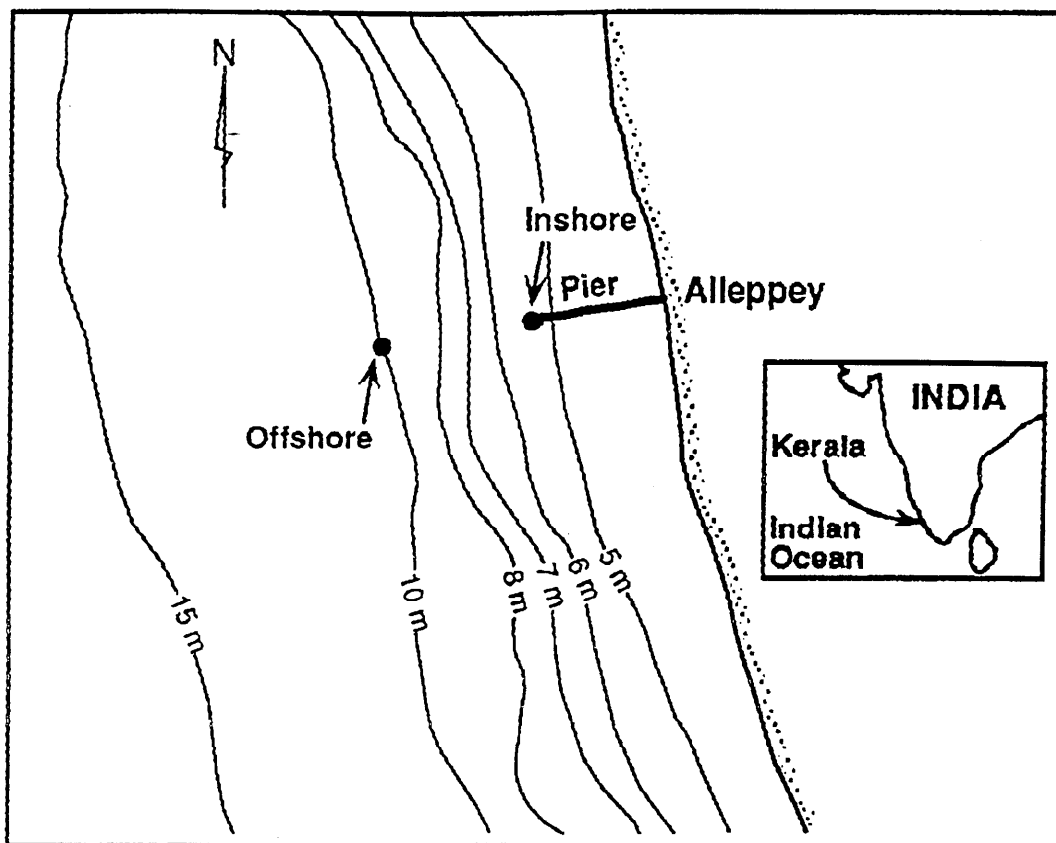 N
Inshore
Pier
Alleppey
Offshore
INDIA
Kerala
Indian
Ocean
15 m
10 m
8 m
7 m
6 m
5 m